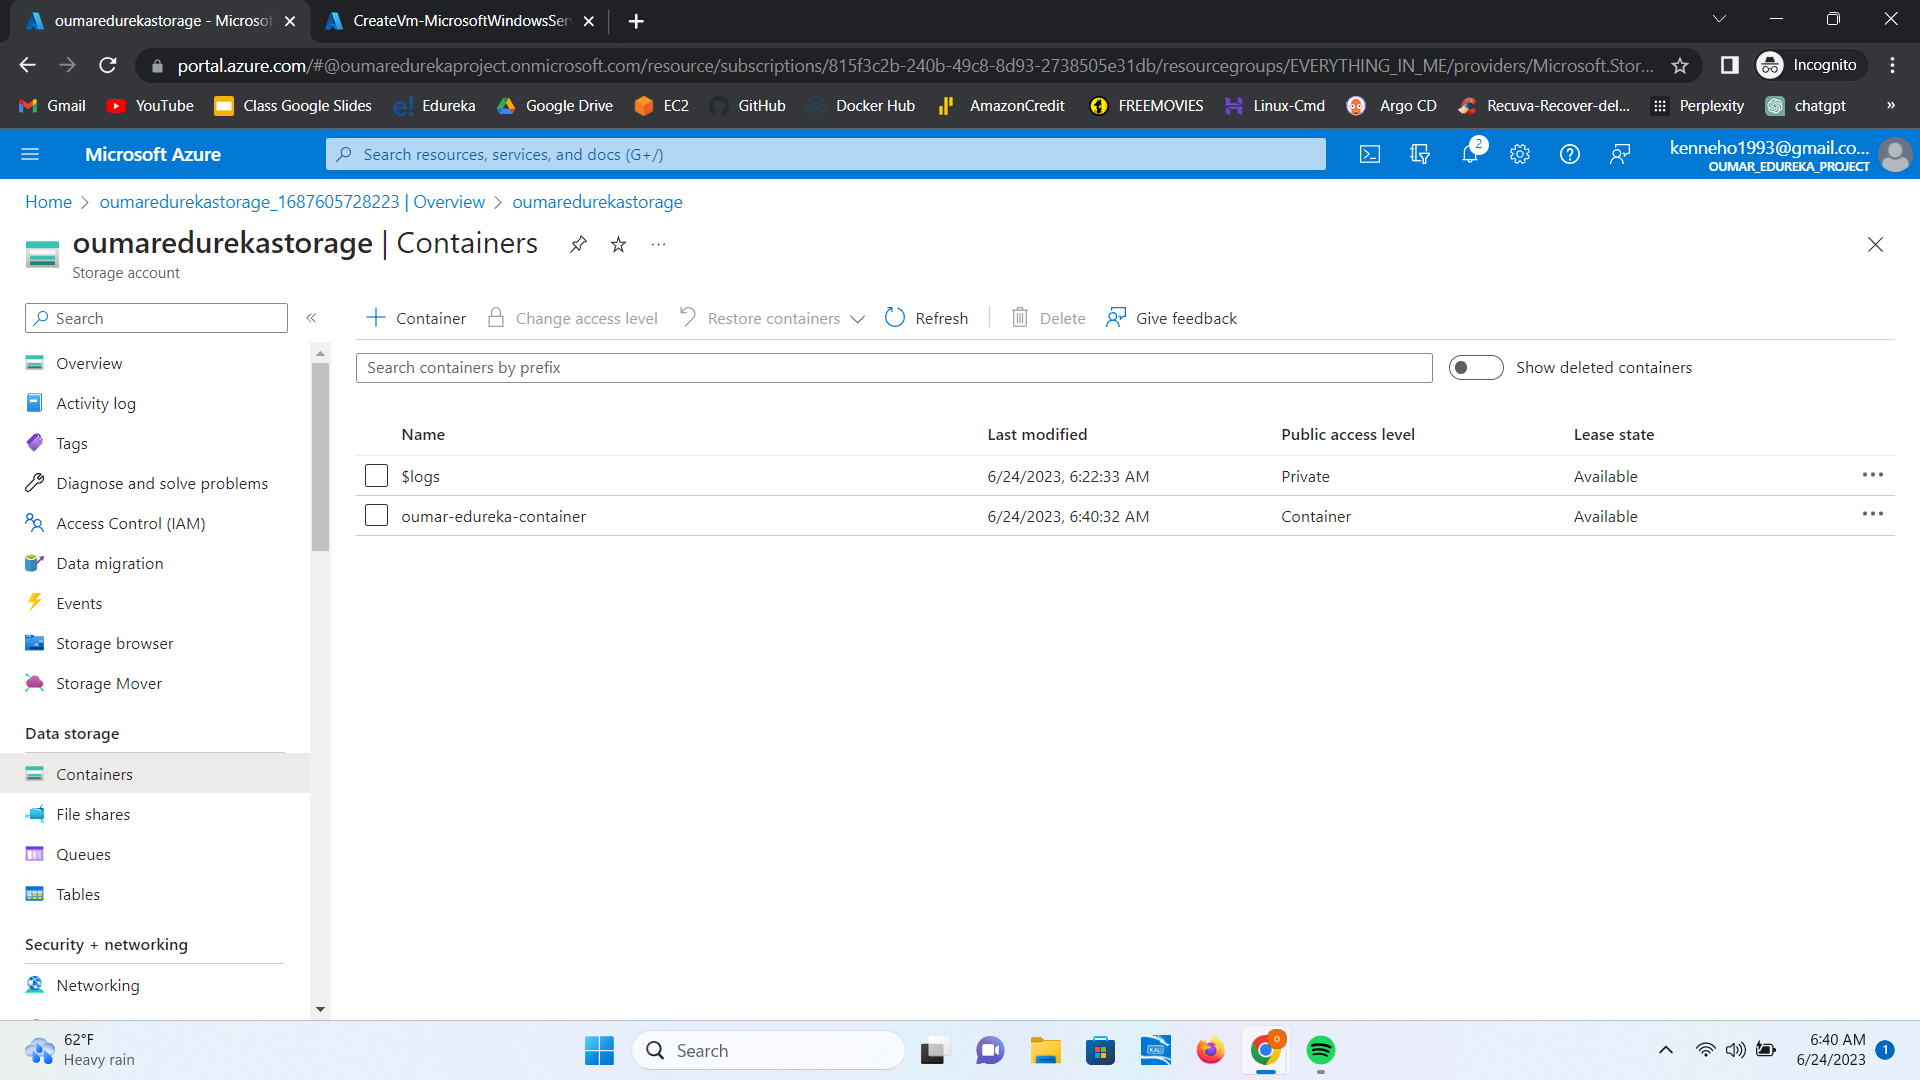 oumaredurekastorage - Microsof
CreateVm-MicrosoftWindowsSer
portal.azure.com/#@oumaredurekaproject.onmicrosoft.com/resource/subscriptions/815f3c2b-240b-49c8-8d93-2738505e31db/resourcegroups/EVERYTHING_IN_ME/providers/Microsoft.Stor...
Incognito
Gmail YouTube Class Google Slides Edureka Google Drive EC2 GitHub Docker Hub AmazonCredit FREEMOVIES Linux-Cmd Argo CD Recuva-Recover-del... Perplexity chatgpt »
Microsoft Azure
Search resources, services, and docs (G+/)
2
kenneho1993@gmail.co...
OUMAR_EDUREKA_PROJECT
Home > oumaredurekastorage_1687605728223 | Overview > oumaredurekastorage
oumaredurekastorage | Containers
Storage account
Search
«
Container Change access level Restore containers Refresh Delete Give feedback
Search containers by prefix
Show deleted containers
Name Last modified Public access level Lease state
$logs 6/24/2023, 6:22:33 AM Private Available
oumar-edureka-container 6/24/2023, 6:40:32 AM Container Available
Overview
Activity log
Tags
Diagnose and solve problems
Access Control (IAM)
Data migration
Events
Storage browser
Storage Mover
Data storage
Containers
File shares
Queues
Tables
Security + networking
Networking
62°F
Heavy rain
Search
6:40 AM
6/24/2023
1